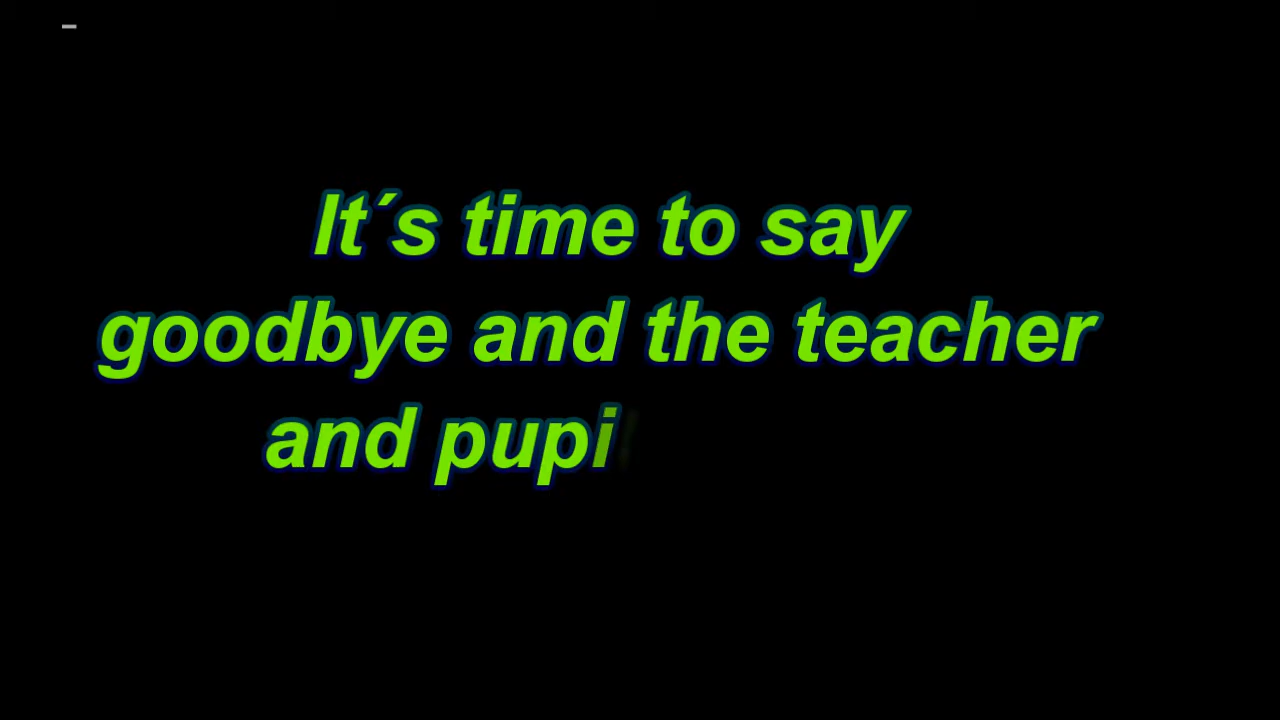 It´s time to say
goodbye and the teacher
and pupi